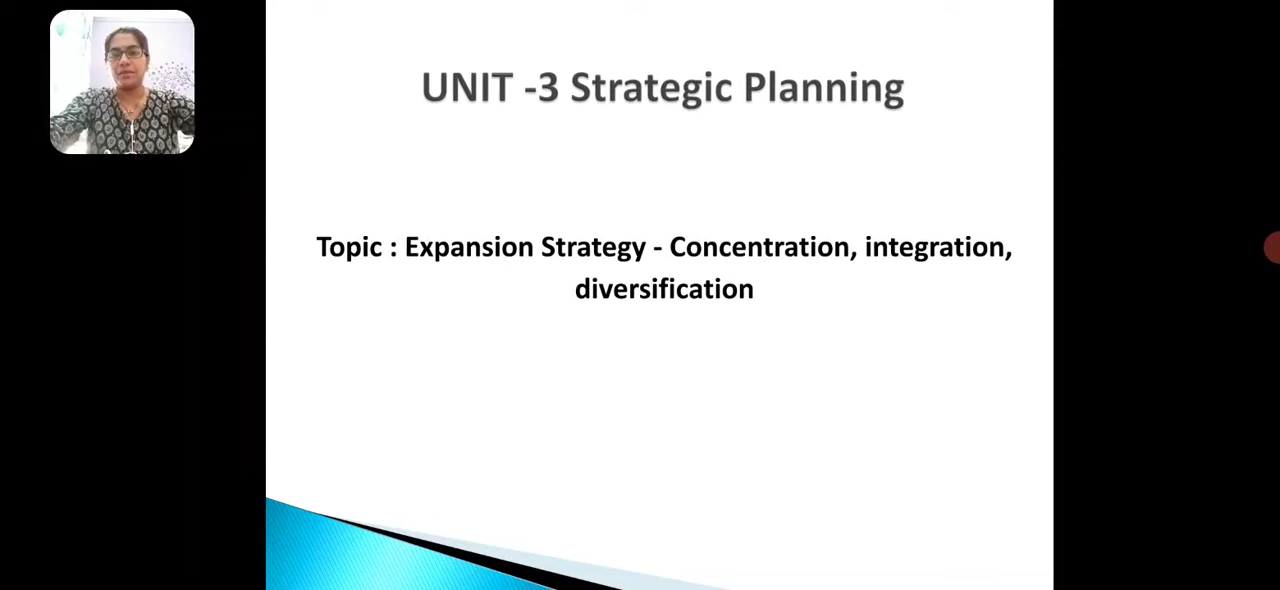 UNIT -3 Strategic Planning
Topic : Expansion Strategy - Concentration, integration,
diversification